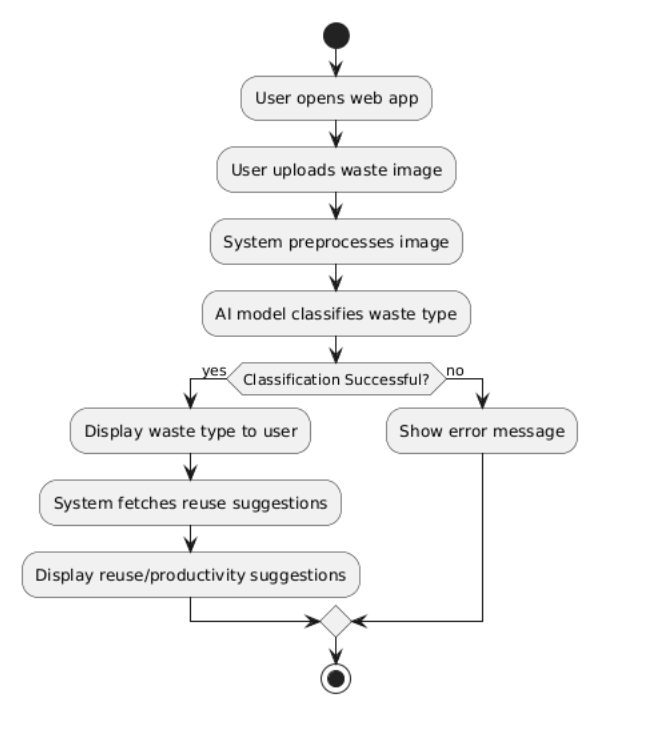 User opens web app
User uploads waste image
System preprocesses image
AI model classifies waste type
yes
Classification Successful?
no
Display waste type to user
Show error message
System fetches reuse suggestions
Display reuse/productivity suggestions